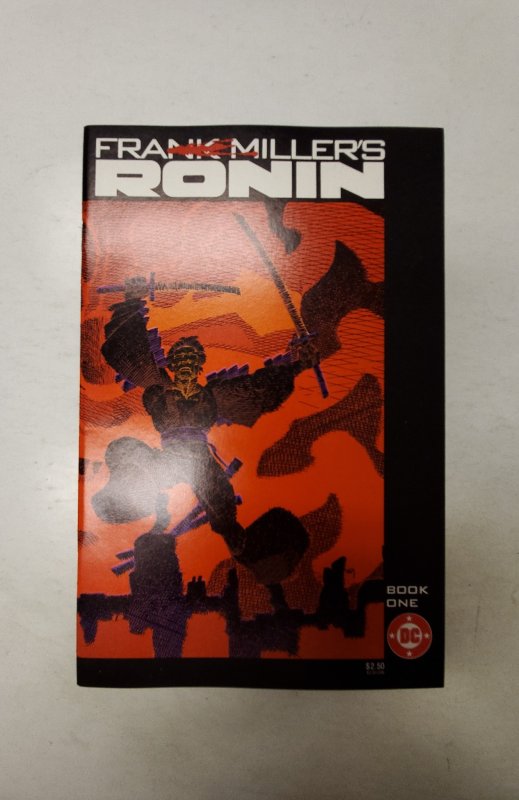 FRANK MILLER'S
RONIN
BOOK
ONE
DC
$2.50